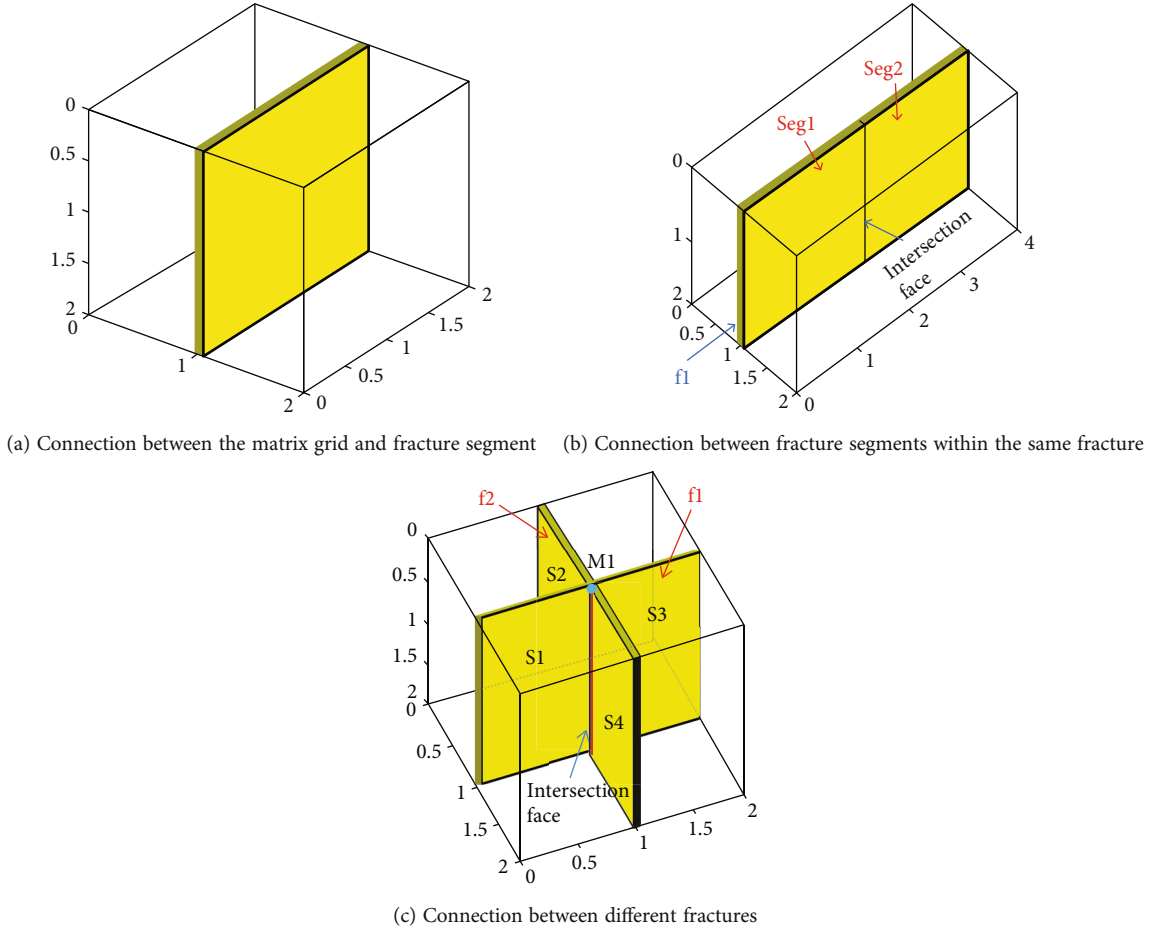 0
0.5
1
1.5
2
0
1
2
0
0.5
1
1.5
2
(a) Connection between the matrix grid and fracture segment
Seg2
Seg1
0
1
2
0
0.5
1
1.5
2
0
1
2
3
4
Intersection
face
f1
(b) Connection between fracture segments within the same fracture
f2
f1
M1
S2
S3
S1
S4
0
0.5
1
1.5
2
0
0.5
1
1.5
2
0
0.5
1
1.5
2
Intersection
face
(c) Connection between different fractures